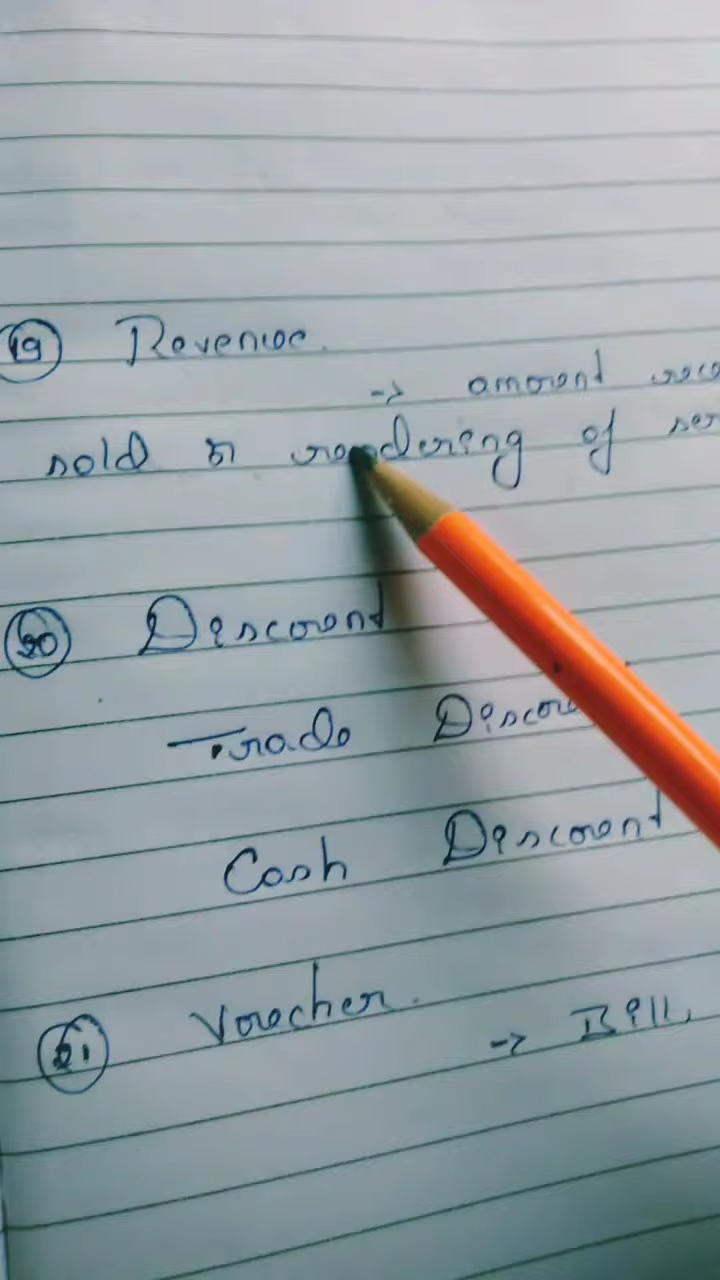 19 Revenue.
→ amount
sold or rendering of
20 Discount
Trade
Cash Discount
21 Voucher.
→ Bill,